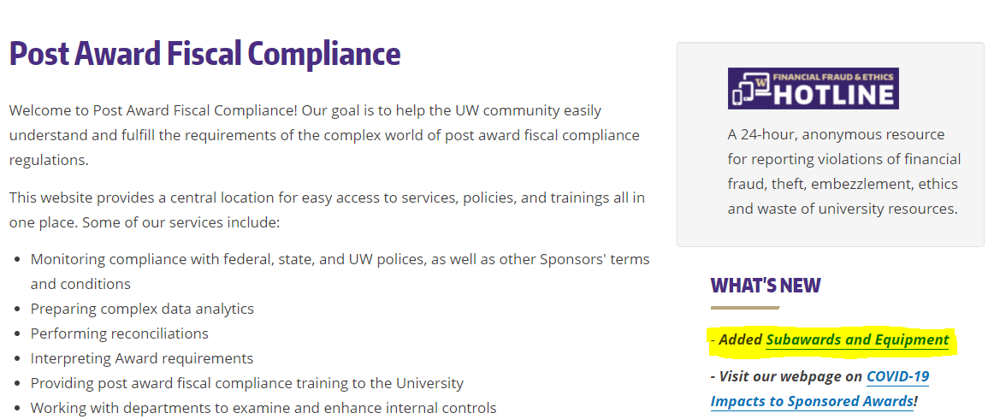 Post Award Fiscal Compliance
Welcome to Post Award Fiscal Compliance! Our goal is to help the UW community easily
understand and fulfill the requirements of the complex world of post award fiscal compliance
regulations.
This website provides a central location for easy access to services, policies, and trainings all in
one place. Some of our services include:
• Monitoring compliance with federal, state, and UW polices, as well as other Sponsors' terms
and conditions
• Preparing complex data analytics
• Performing reconciliations
• Interpreting Award requirements
• Providing post award fiscal compliance training to the University
• Working with departments to examine and enhance internal controls
W
FINANCIAL FRAUD & ETHICS
HOTLINE
A 24-hour, anonymous resource
for reporting violations of financial
fraud, theft, embezzlement, ethics
and waste of university resources.
WHAT'S NEW
- Added Subawards and Equipment
- Visit our webpage on COVID-19
Impacts to Sponsored Awards!